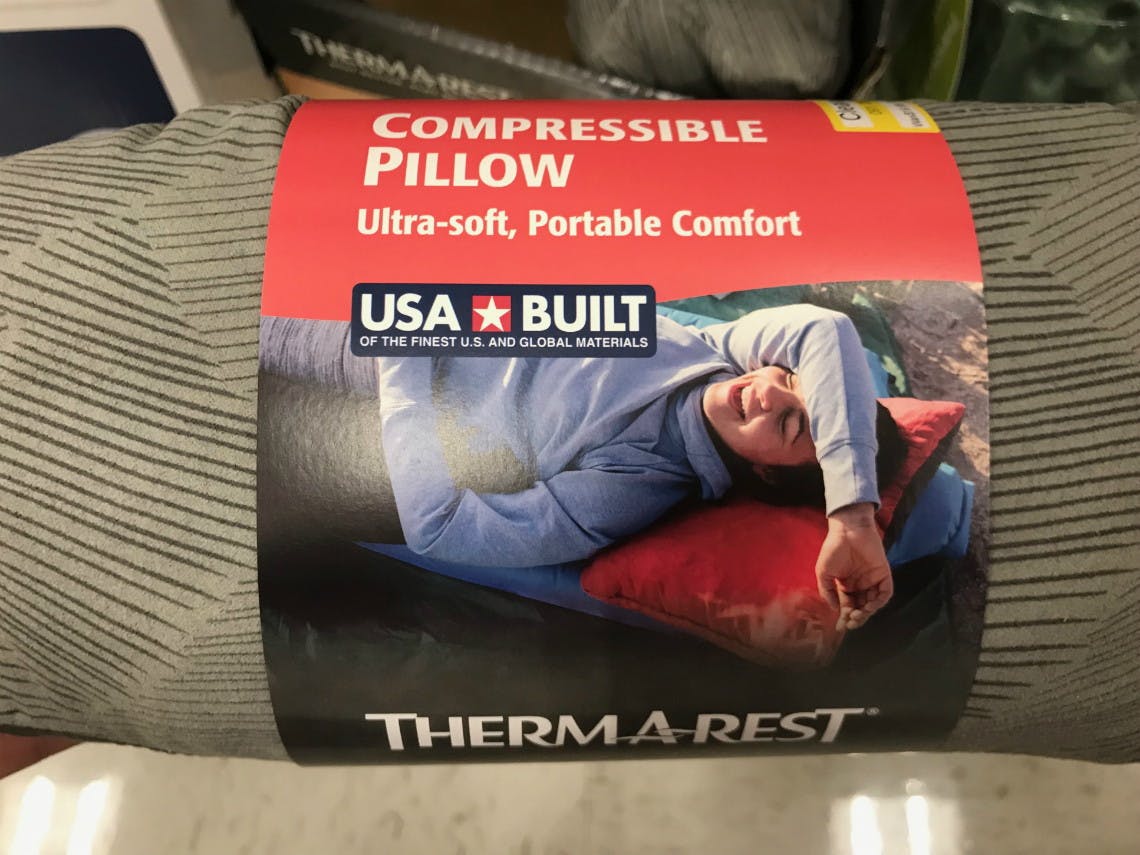 THERMAREST
COMPRESSIBLE
PILLOW
Ultra-soft, Portable Comfort
USA BUILT
OF THE FINEST U.S. AND GLOBAL MATERIALS
THERMAREST®